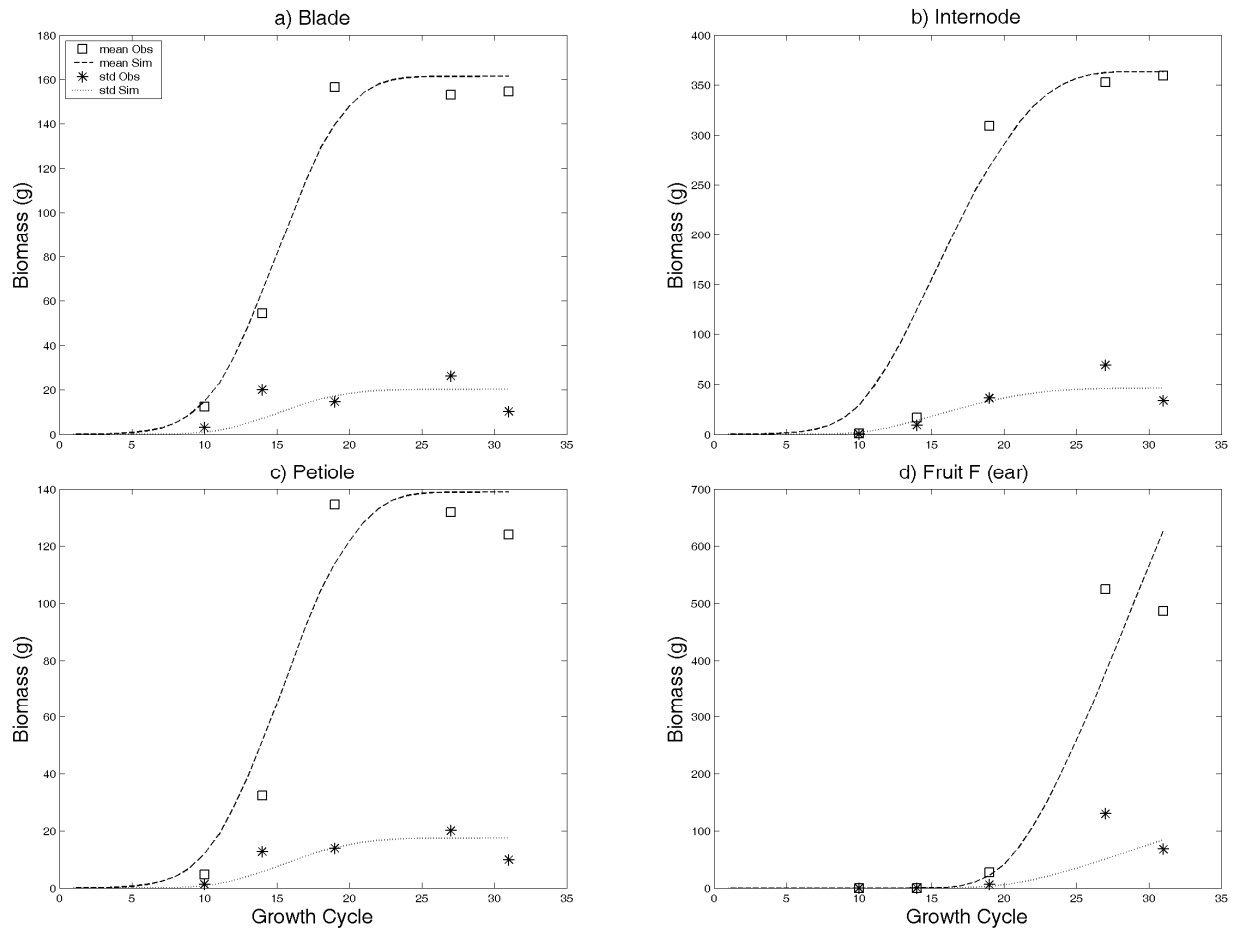 a) Blade
180
160
140
120
100
80
60
40
20
0
Biomass (g)
mean Obs
mean Sim
std Obs
std Sim
0 5 10 15 20 25 30 35
b) Internode
400
350
300
250
200
150
100
50
0
Biomass (g)
0 5 10 15 20 25 30 35
c) Petiole
140
120
100
80
60
40
20
0
Biomass (g)
0 5 10 15 20 25 30 35
Growth Cycle
d) Fruit F (ear)
700
600
500
400
300
200
100
0
Biomass (g)
0 5 10 15 20 25 30 35
Growth Cycle